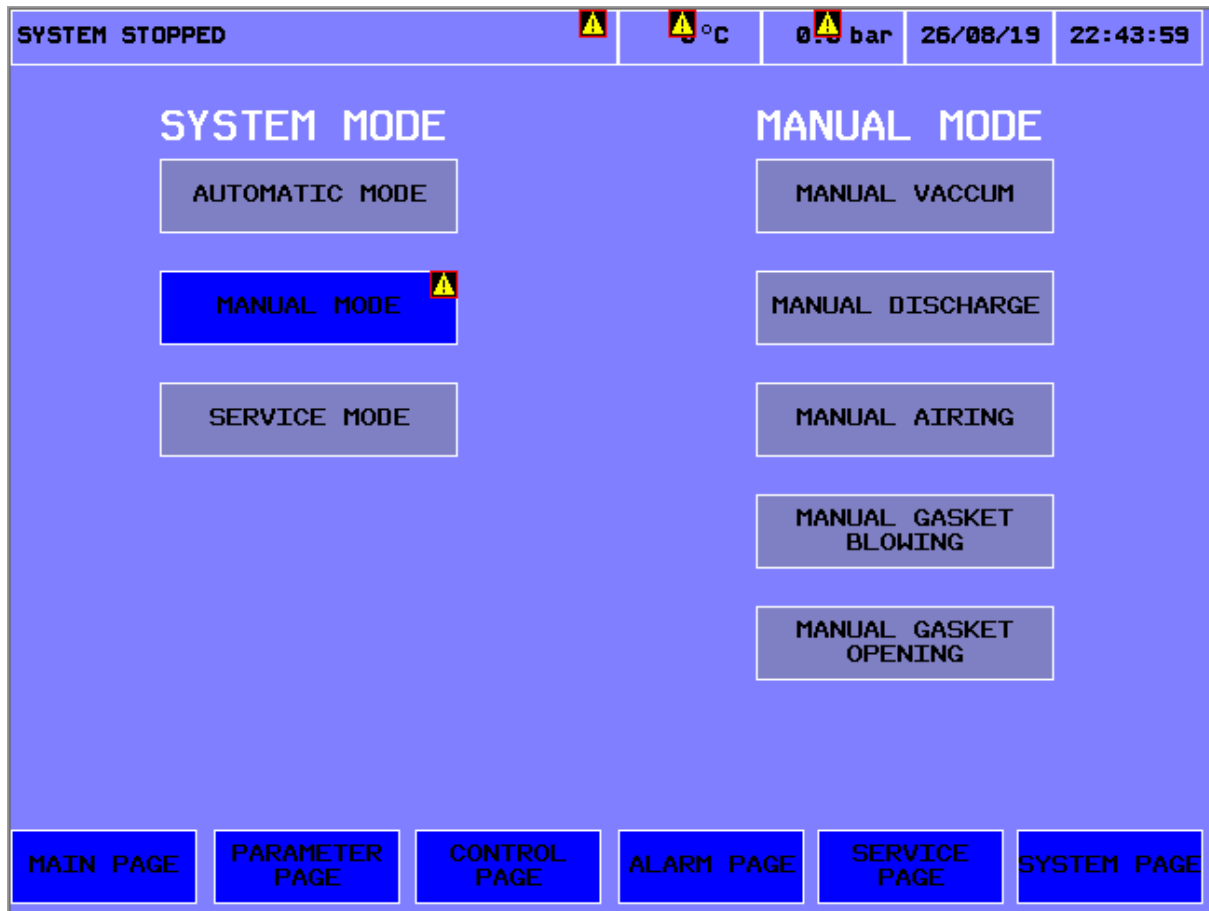 SYSTEM STOPPED
°C
bar
26/08/19
22:43:59
SYSTEM MODE
MANUAL MODE
AUTOMATIC MODE
MANUAL VACCUM
MANUAL MODE
MANUAL DISCHARGE
SERVICE MODE
MANUAL AIRING
MANUAL GASKET
BLOWING
MANUAL GASKET
OPENING
MAIN PAGE
PARAMETER
PAGE
CONTROL
PAGE
ALARM PAGE
SERVICE
PAGE
SYSTEM PAGE